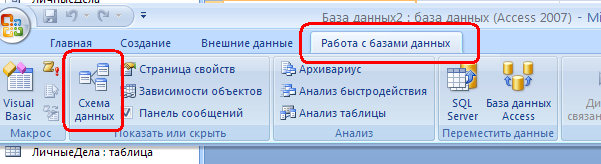 База данных2 : база данных (Access 2007) - Mi
Главная Создание Внешние данные Работа с базами данных
Visual Basic
Макрос
Схема данных
Страница свойств
Зависимости объектов
Панель сообщений
Показать или скрыть
Архивариус
Анализ быстродействия
Анализ таблицы
Анализ
SQL Server
База данных Access
Переместить данные
ЛичныеДела : таблица